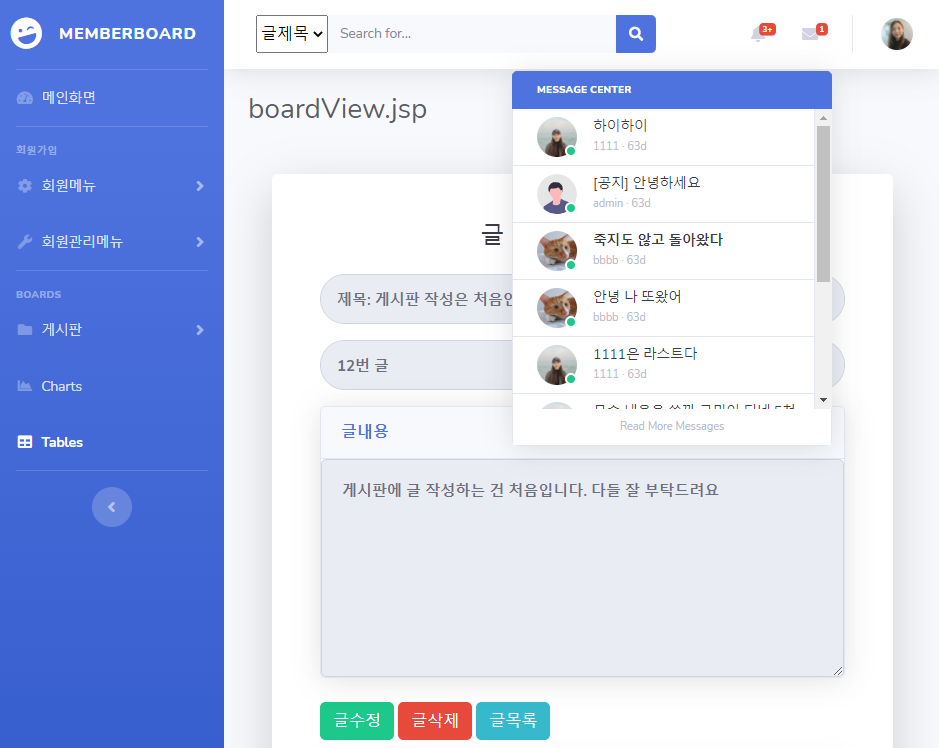 MEMBERBOARD
메인화면
회원가입
회원메뉴
회원관리메뉴
BOARDS
게시판
Charts
Tables
글제목
Search for...
3+
1
boardView.jsp
MESSAGE CENTER
하이하이
1111 · 63d
[공지] 안녕하세요
admin · 63d
죽지도 않고 돌아왔다
bbbb · 63d
안녕 나 또왔어
bbbb · 63d
1111은 라스트다
1111 · 63d
Read More Messages
글
제목: 게시판 작성은 처음인
12번 글
글내용
게시판에 글 작성하는 건 처음입니다. 다들 잘 부탁드려요
글수정
글삭제
글목록